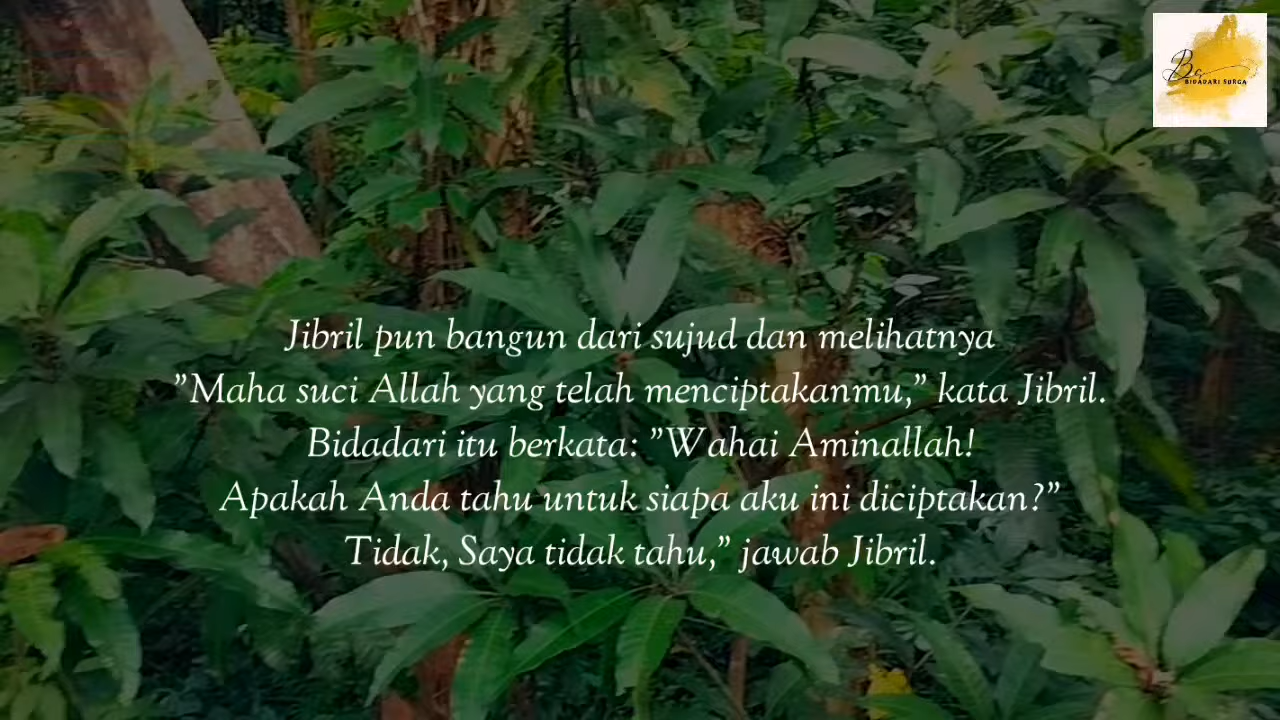 Bs
BIDADARI SURGA
Jibril pun bangun dari sujud dan melihatnya
”Maha suci Allah yang telah menciptakanmu,” kata Jibril.
Bidadari itu berkata: ”Wahai Aminallah!
Apakah Anda tahu untuk siapa aku ini diciptakan?”
Tidak, Saya tidak tahu,” jawab Jibril.